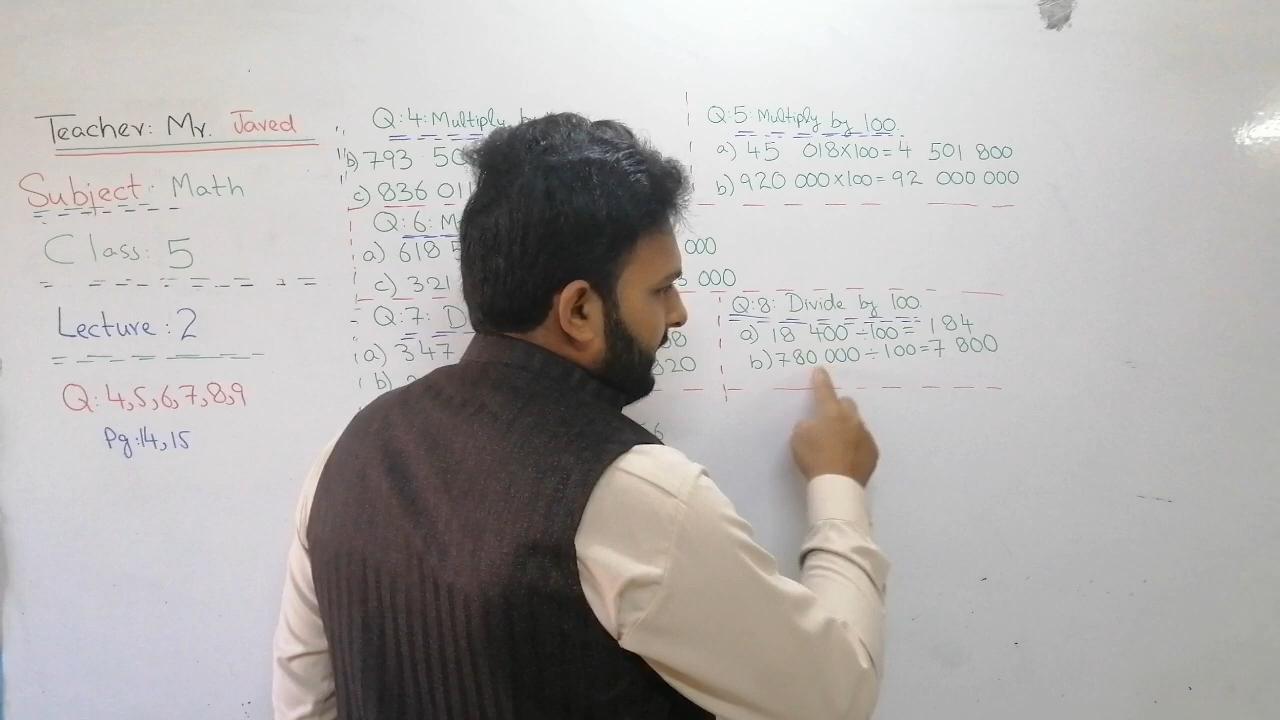 Teacher: Mr. Javed
Subject: Math
Class: 5
Lecture: 2
Q: 4,5,6,7,8,9
Pg: 14, 15
Q:4: Multiply by
b) 793 50
c) 836 011
Q:5: Multiply by 100.
a) 45 018×100= 4 501 800
b) 920 000×100= 92 000 000
Q:6: M
a) 618 5 000
c) 321 000
Q:7: D
a) 347
b) 820
Q:8: Divide by 100.
a) 18 400÷100= 184
b) 780 000÷100=7 800